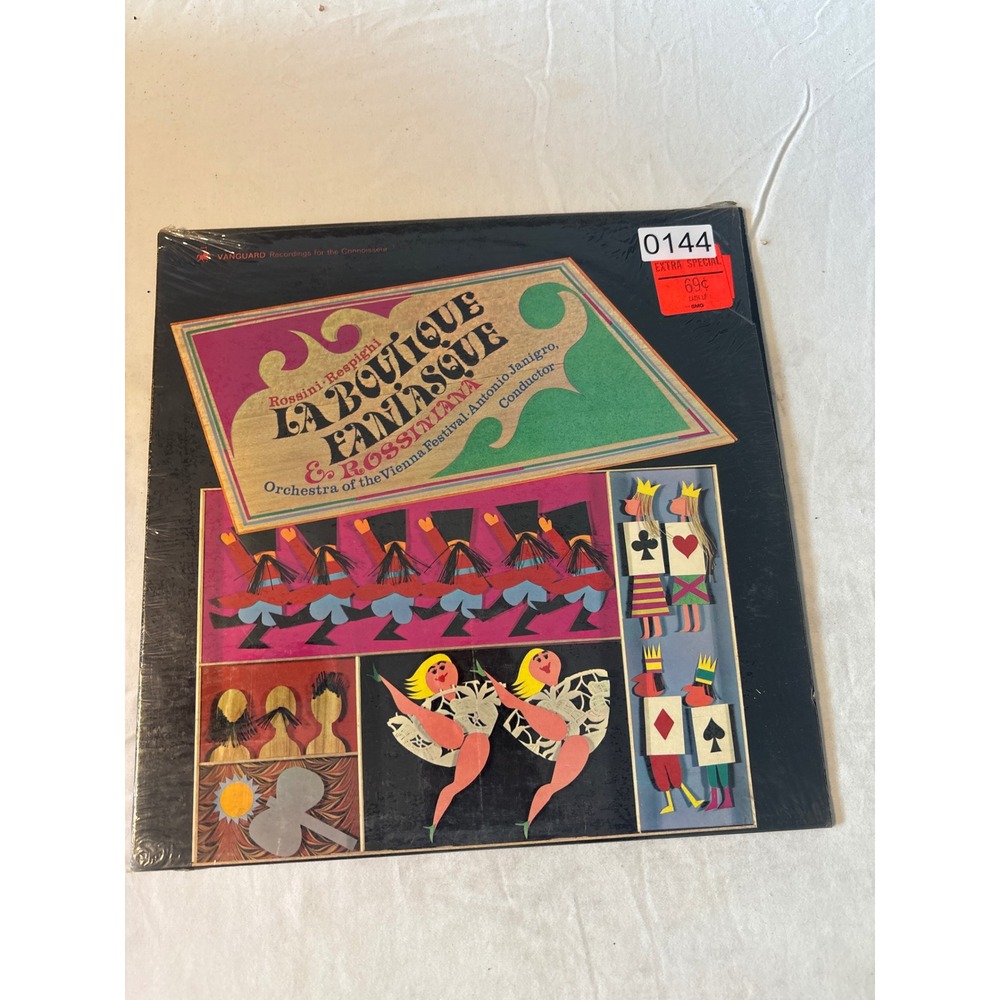 VANGUARD Recordings for the Connoisseur
0144
EXTRA SPECIAL
69¢
Rossini·Respighi
LA BOUTIQUE
FANTASQUE
& ROSSINIANA
Orchestra of the Vienna Festival·Antonio Janigro,
Conductor